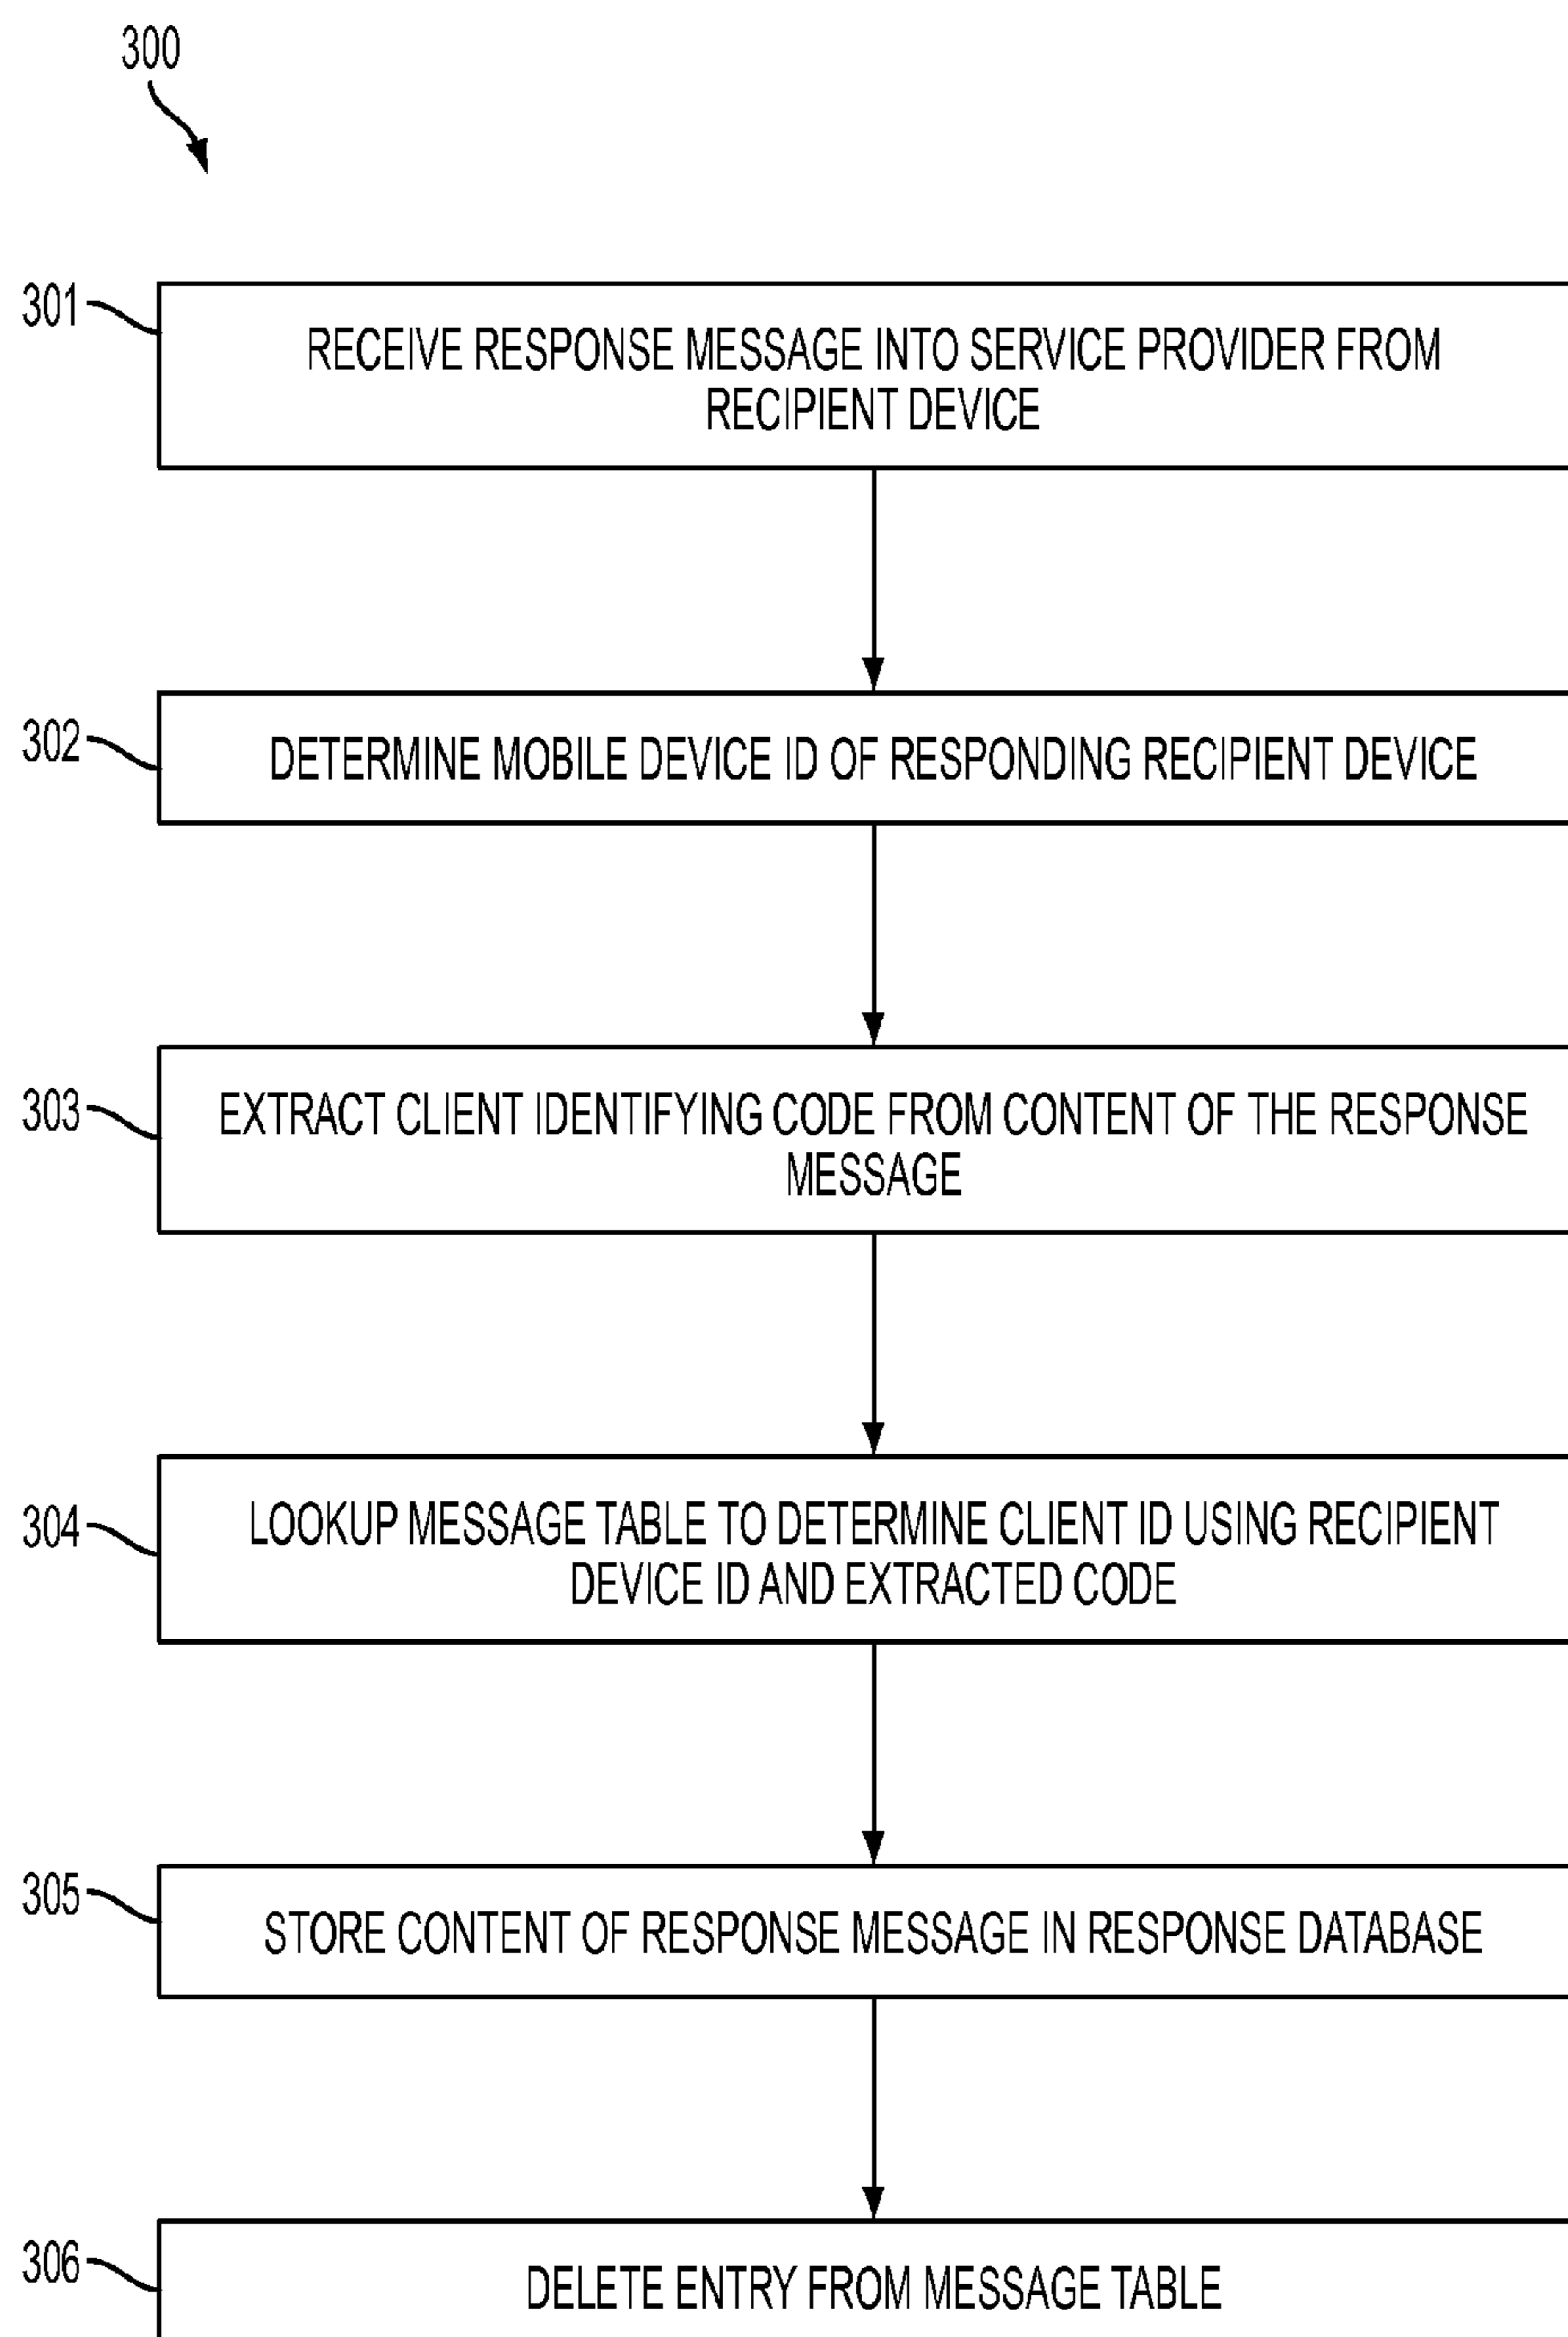 300
301
RECEIVE RESPONSE MESSAGE INTO SERVICE PROVIDER FROM
RECIPIENT DEVICE
302
DETERMINE MOBILE DEVICE ID OF RESPONDING RECIPIENT DEVICE
303
EXTRACT CLIENT IDENTIFYING CODE FROM CONTENT OF THE RESPONSE
MESSAGE
304
LOOKUP MESSAGE TABLE TO DETERMINE CLIENT ID USING RECIPIENT
DEVICE ID AND EXTRACTED CODE
305
STORE CONTENT OF RESPONSE MESSAGE IN RESPONSE DATABASE
306
DELETE ENTRY FROM MESSAGE TABLE